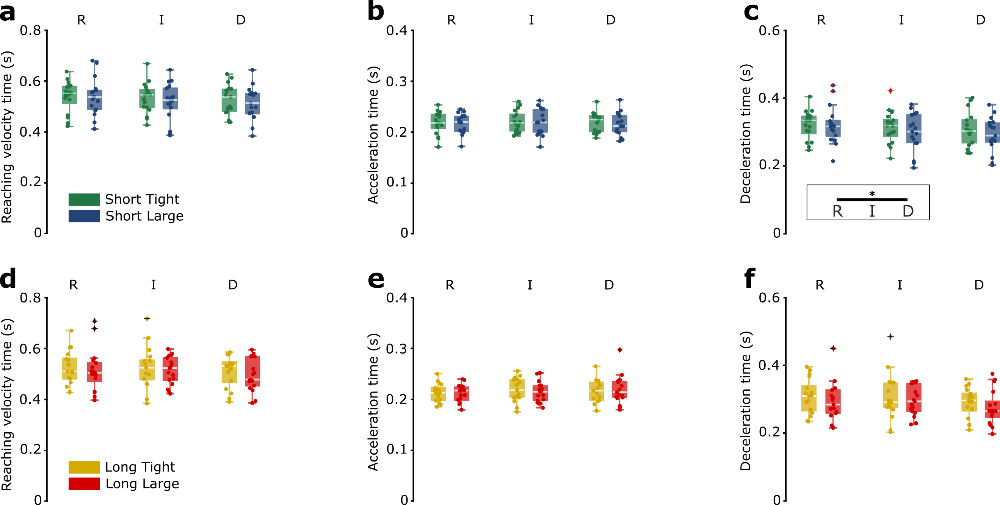 a
R I D
Reaching velocity time (s)
0.8
0.6
0.4
0.2
0
Short Tight
Short Large
b
R I D
Acceleration time (s)
0.4
0.3
0.2
0.1
0
c
R I D
Deceleration time (s)
0.6
0.4
0.2
0
*
R I D
d
R I D
Reaching velocity time (s)
0.8
0.6
0.4
0.2
0
Long Tight
Long Large
e
R I D
Acceleration time (s)
0.4
0.3
0.2
0.1
0
f
R I D
Deceleration time (s)
0.6
0.4
0.2
0